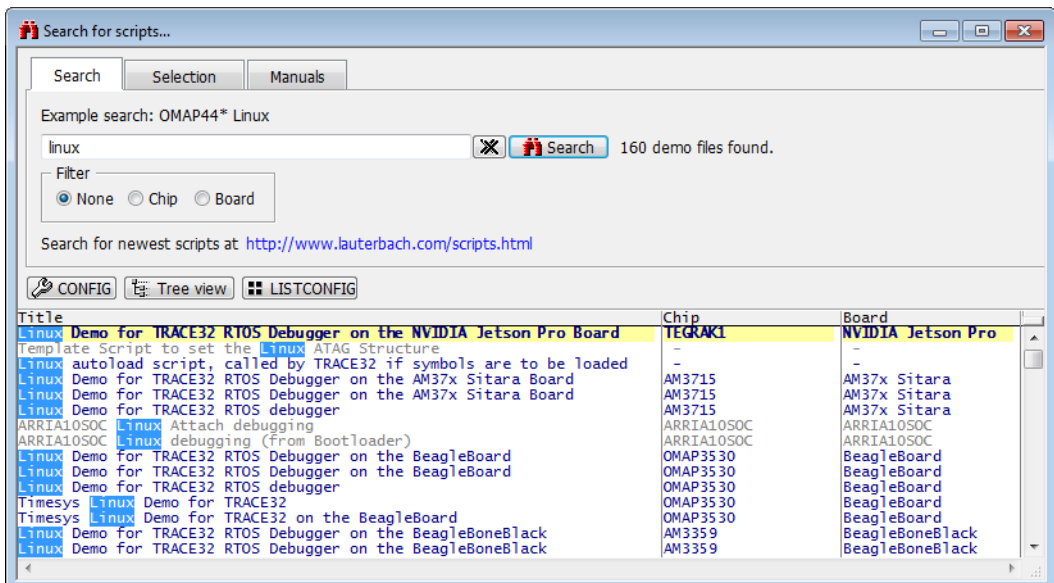 Search for scripts...
Search Selection Manuals
Example search: OMAP44* Linux
linux Search 160 demo files found.
Filter
None Chip Board
Search for newest scripts at http://www.lauterbach.com/scripts.html
CONFIG Tree view LISTCONFIG
Title Chip Board
Linux Demo for TRACE32 RTOS Debugger on the NVIDIA Jetson Pro Board TEGRAK1 NVIDIA Jetson Pro
Template Script to set the Linux ATAG Structure - -
Linux autoload script, called by TRACE32 if symbols are to be loaded - -
Linux Demo for TRACE32 RTOS Debugger on the AM37x Sitara Board AM3715 AM37x Sitara
Linux Demo for TRACE32 RTOS Debugger on the AM37x Sitara Board AM3715 AM37x Sitara
Linux Demo for TRACE32 RTOS debugger AM3715 AM37x Sitara
ARRIA10SOC Linux Attach debugging ARRIA10SOC ARRIA10SOC
ARRIA10SOC Linux debugging (from Bootloader) ARRIA10SOC ARRIA10SOC
Linux Demo for TRACE32 RTOS Debugger on the BeagleBoard OMAP3530 BeagleBoard
Linux Demo for TRACE32 RTOS Debugger on the BeagleBoard OMAP3530 BeagleBoard
Linux Demo for TRACE32 RTOS debugger OMAP3530 BeagleBoard
Timesys Linux Demo for TRACE32 OMAP3530 BeagleBoard
Timesys Linux Demo for TRACE32 on the BeagleBoard OMAP3530 BeagleBoard
Linux Demo for TRACE32 RTOS Debugger on the BeagleBoneBlack AM3359 BeagleBoneBlack
Linux Demo for TRACE32 RTOS Debugger on the BeagleBoneBlack AM3359 BeagleBoneBlack